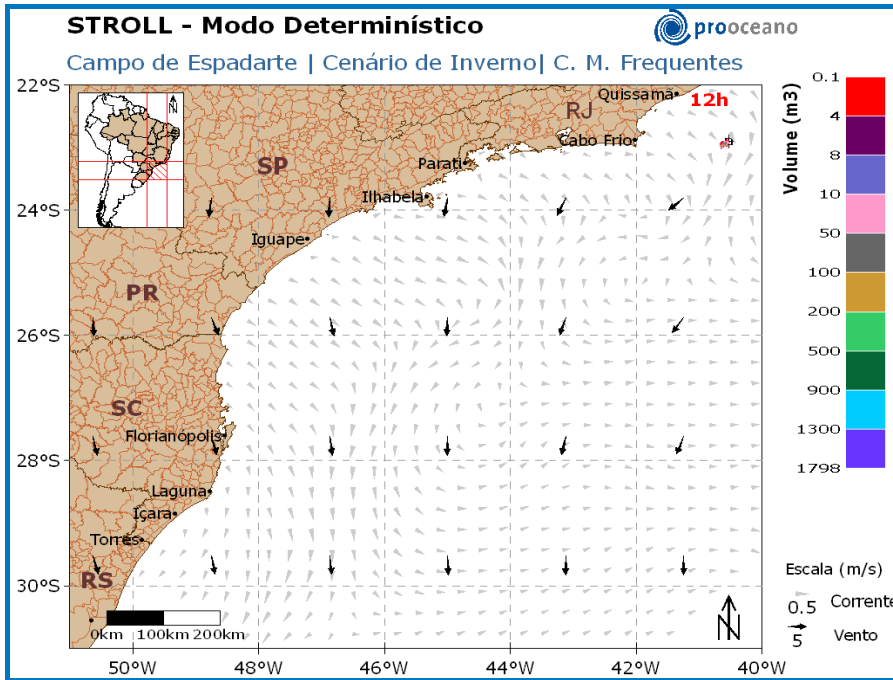 STROLL - Modo Determinístico
prooceano
Campo de Espadarte | Cenário de Inverno| C. M. Frequentes
22°S
24°S
26°S
28°S
30°S
N
Quissamã
12h
RJ
Cabo Frio
SP
Parati
Ilhabela
Iguape
PR
SC
Florianópolis
Laguna
Içara
Torres
RS
0km 100km 200km
N
50°W 48°W 46°W 44°W 42°W 40°W
Volume (m3)
0.1
4
8
10
50
100
200
500
900
1300
1798
Escala (m/s)
0.5 Corrente
5 Vento